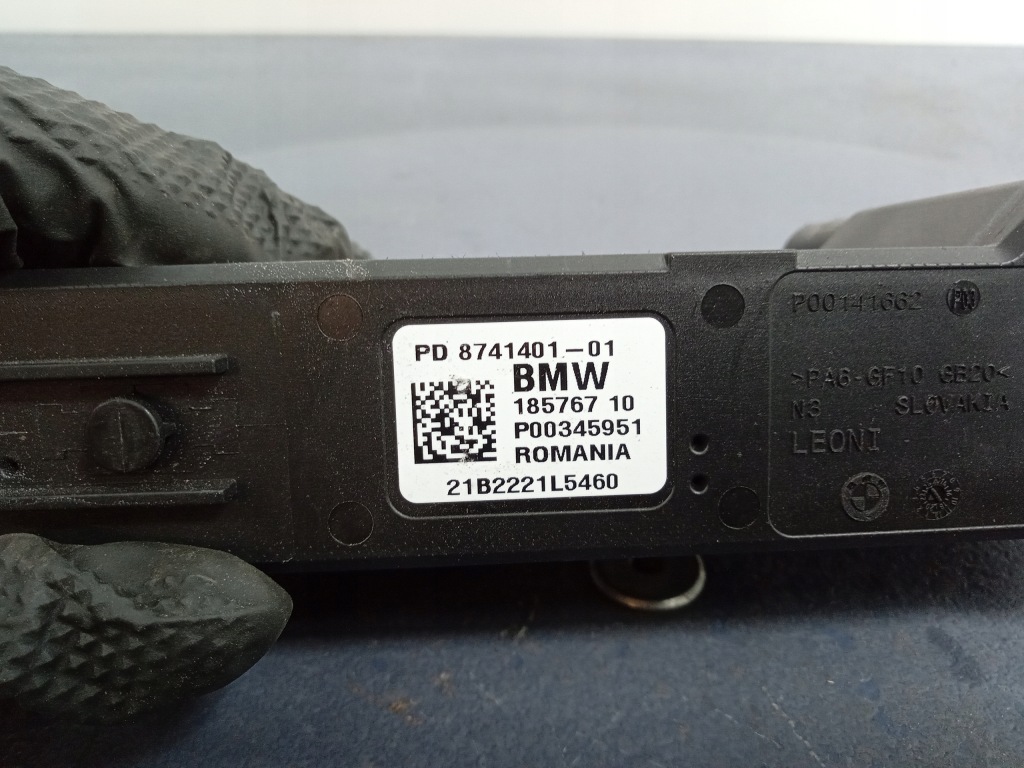 PD 8741401-01
BMW
185767 10
P00345951
ROMANIA
21B2221L5460
P00141662
>PA6-GF10 GB20<
N3 SLOVAKIA
LEONI